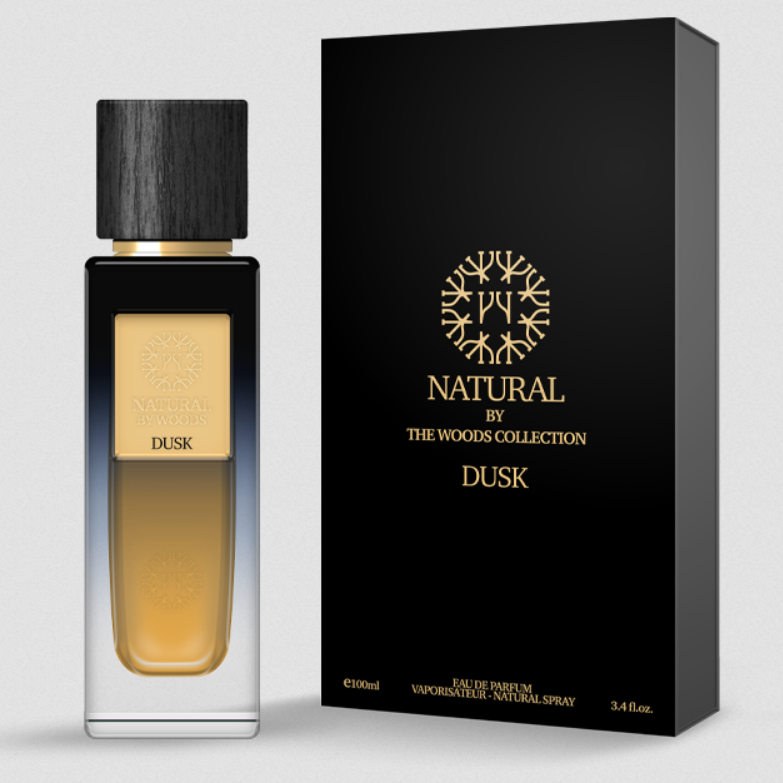 NATURAL
BY WOODS
DUSK
NATURAL
BY
THE WOODS COLLECTION
DUSK
e100ml
EAU DE PARFUM
VAPORISATEUR - NATURAL SPRAY
3.4 fl.oz.